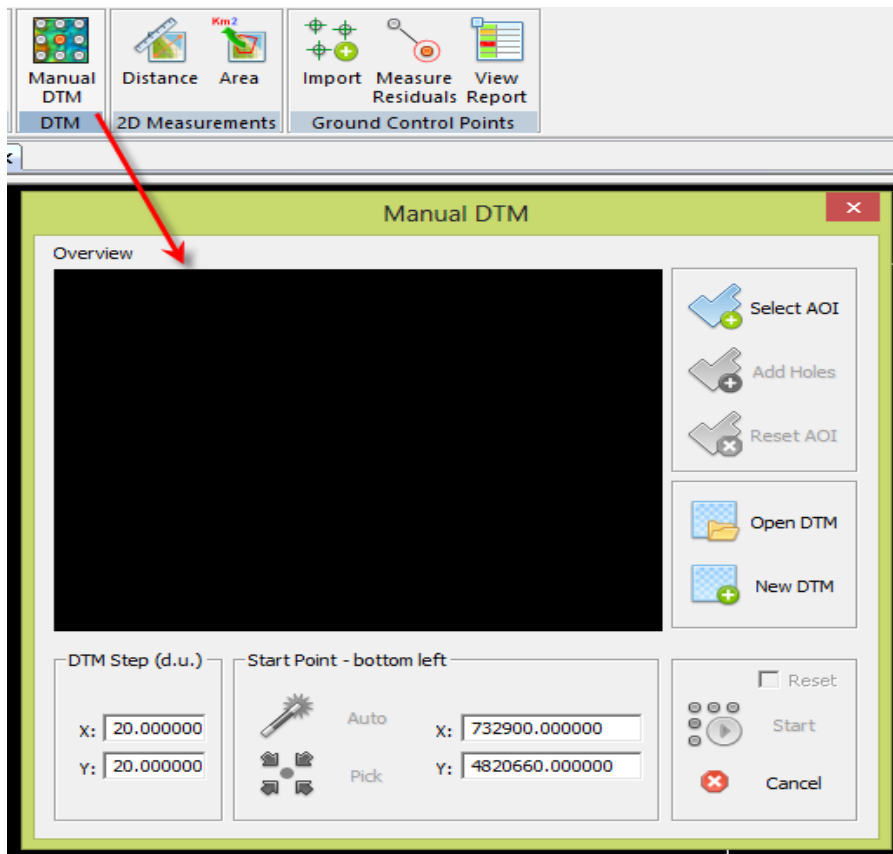 Km2
Manual DTM
Distance
Area
Import
Measure Residuals
View Report
DTM
2D Measurements
Ground Control Points
Manual DTM
Overview
Select AOI
Add Holes
Reset AOI
Open DTM
New DTM
DTM Step (d.u.)
X: 20.000000
Y: 20.000000
Start Point - bottom left
Auto
X: 732900.000000
Pick
Y: 4820660.000000
Reset
Start
Cancel